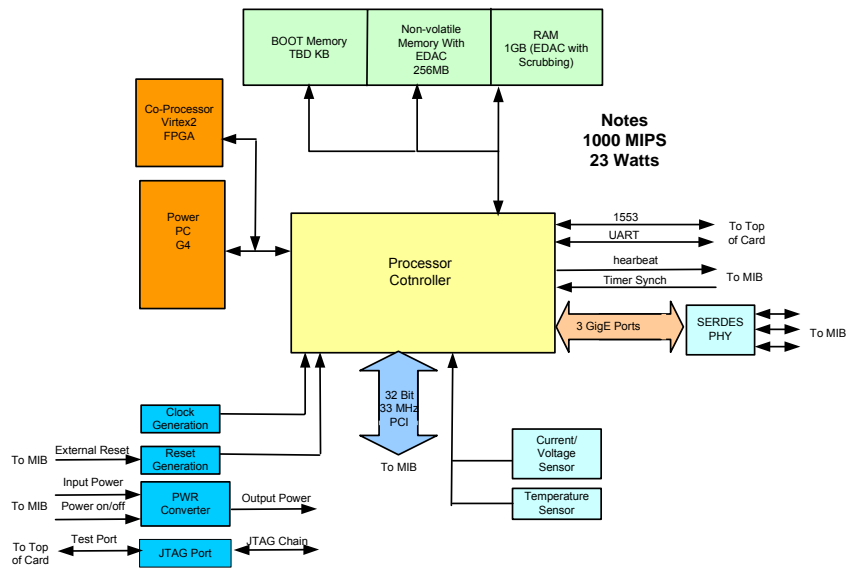 BOOT Memory
TBD KB
Non-volatile
Memory With
EDAC
256MB
RAM
1GB (EDAC with
Scrubbing)
Co-Processor
Virtex2
FPGA
Notes
1000 MIPS
23 Watts
Power
PC
G4
Processor
Cotnroller
1553
UART
To Top
of Card
hearbeat
Timer Synch
To MIB
3 GigE Ports
SERDES
PHY
To MIB
32 Bit
33 MHz
PCI
To MIB
Clock
Generation
External Reset
To MIB
Reset
Generation
Current/
Voltage
Sensor
Input Power
To MIB
Power on/off
PWR
Converter
Output Power
Temperature
Sensor
To Top
of Card
Test Port
JTAG Port
JTAG Chain